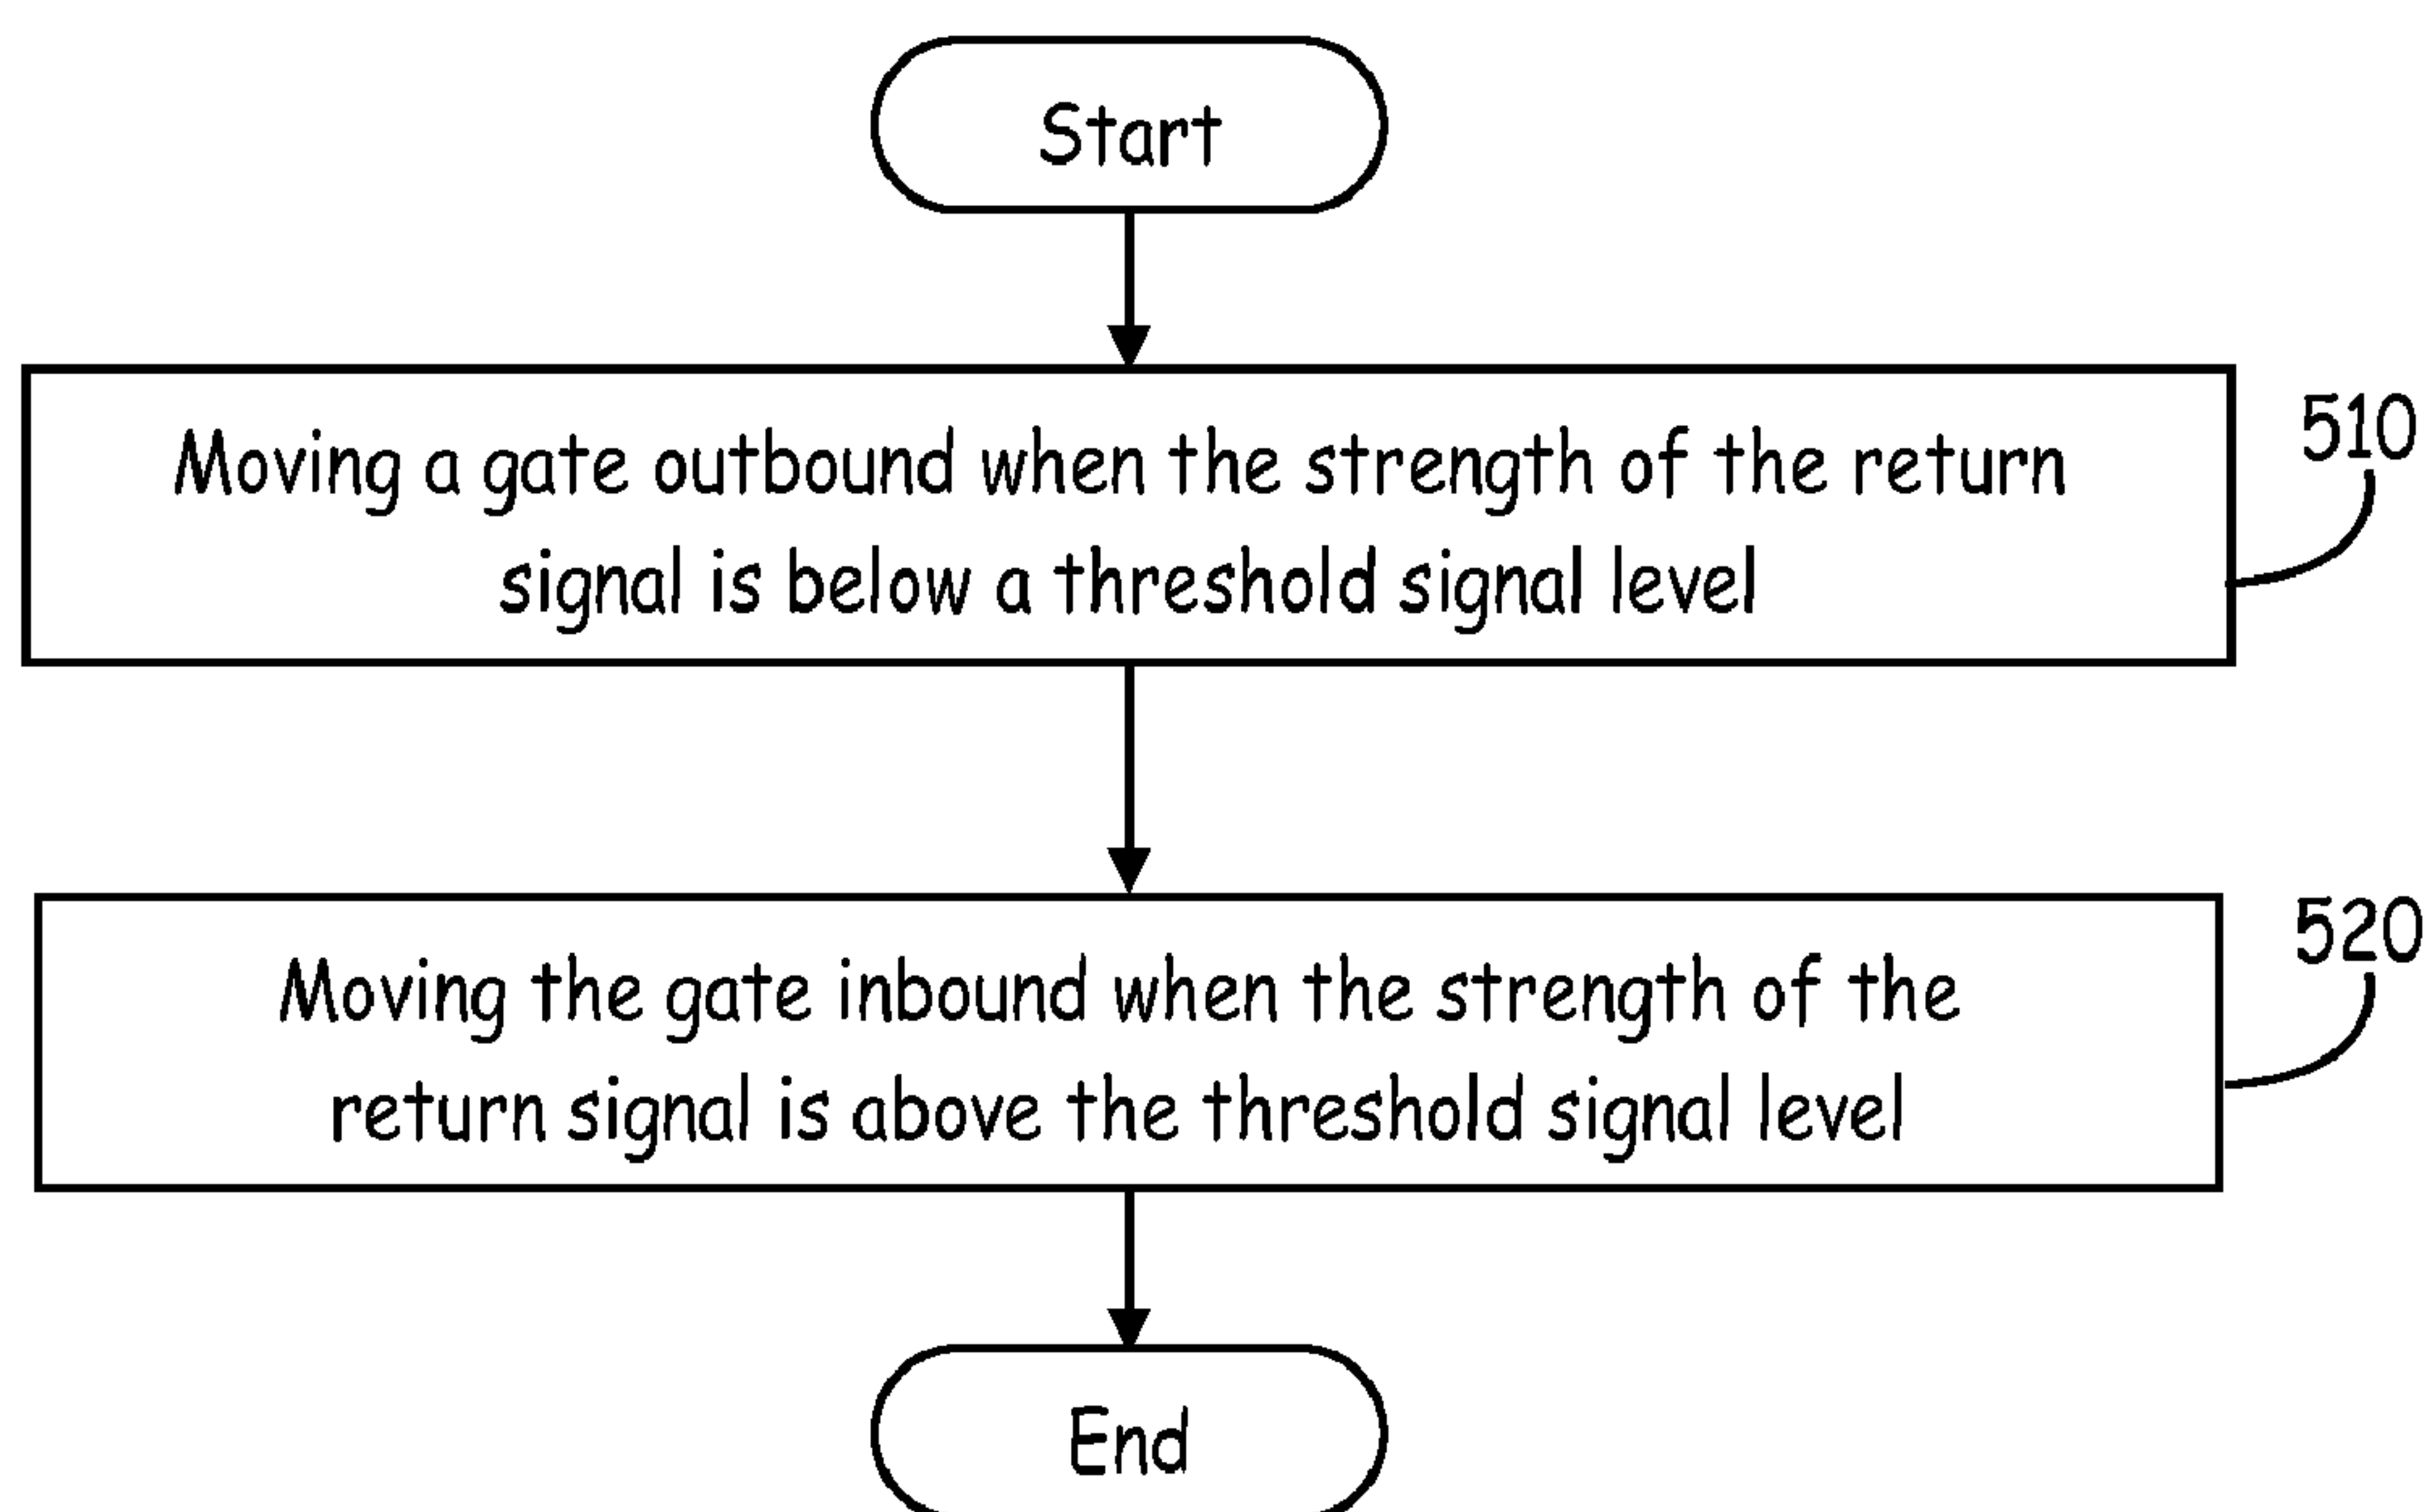 Start
Moving a gate outbound when the strength of the return
signal is below a threshold signal level
510
Moving the gate inbound when the strength of the
return signal is above the threshold signal level
520
End